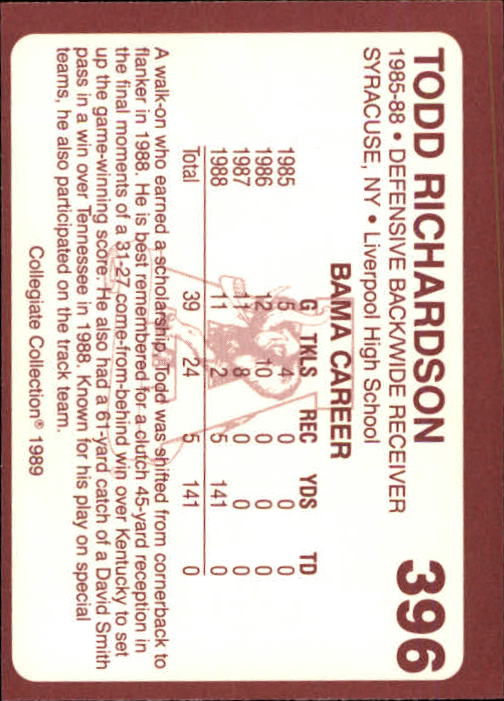 TODD RICHARDSON 396
1985-88 • DEFENSIVE BACK/WIDE RECEIVER
SYRACUSE, NY • Liverpool High School
BAMA CAREER
G TKLS REC YDS TD
1985 5 4 0 0 0
1986 12 10 0 0 0
1987 11 8 0 0 0
1988 11 2 5 141 0
Total 39 24 5 141 0
A walk-on who earned a scholarship, Todd was shifted from cornerback to
flanker in 1988. He is best remembered for a clutch 45-yard reception in
the final moments of a 31-27 come-from-behind win over Kentucky to set
up the game-winning score. He also had a 61-yard catch of a David Smith
pass in a win over Tennessee in 1988. Known for his play on special
teams, he also participated on the track team.
Collegiate Collection® 1989